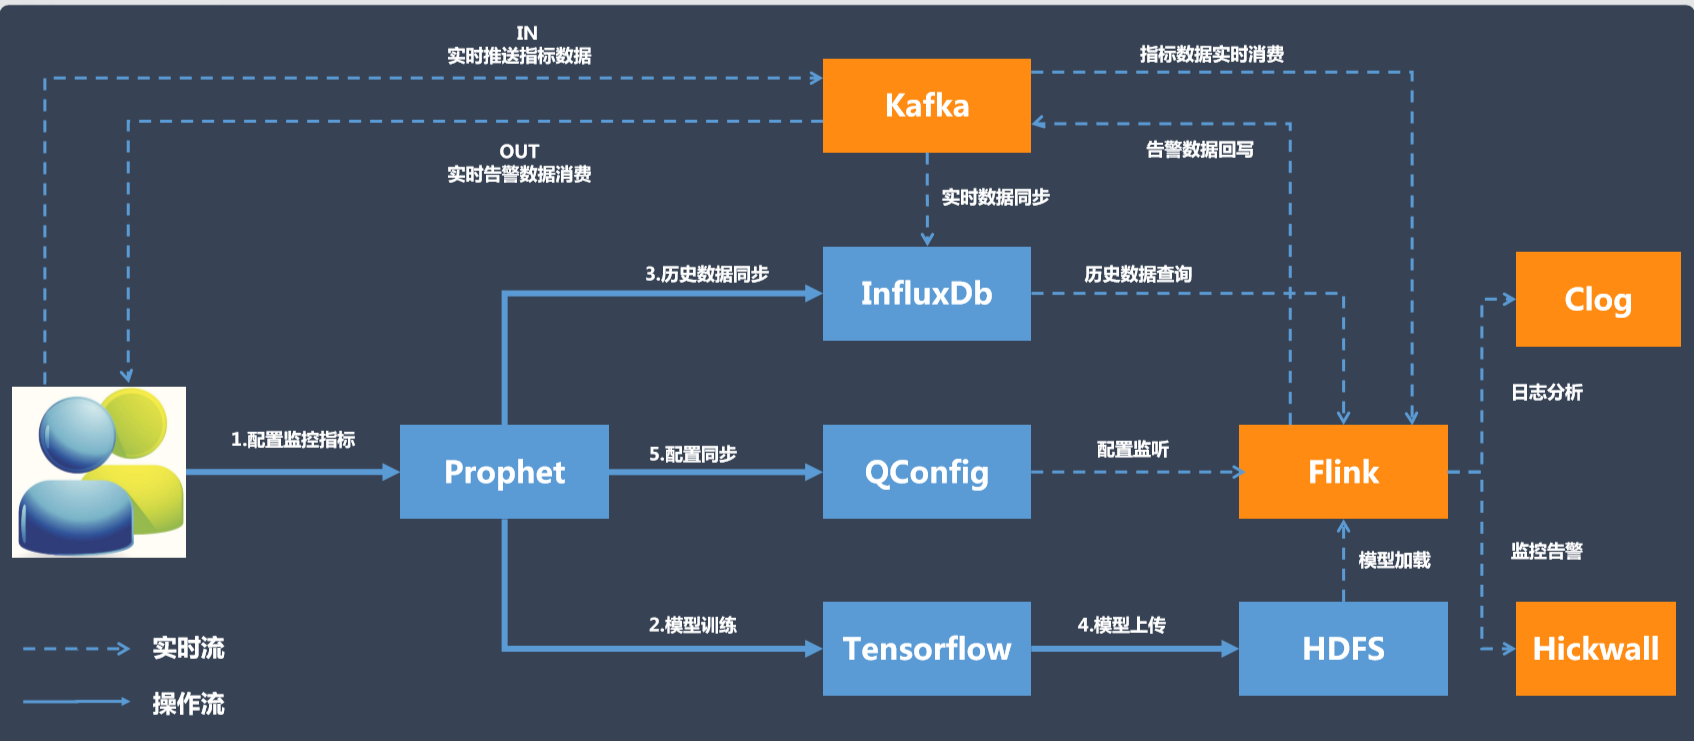 IN
实时推送指标数据
指标数据实时消费
Kafka
OUT
实时告警数据消费
告警数据回写
实时数据同步
3.历史数据同步
InfluxDb
历史数据查询
Clog
日志分析
1.配置监控指标
Prophet
5.配置同步
QConfig
配置监听
Flink
监控告警
模型加载
2.模型训练
Tensorflow
4.模型上传
HDFS
Hickwall
实时流
操作流